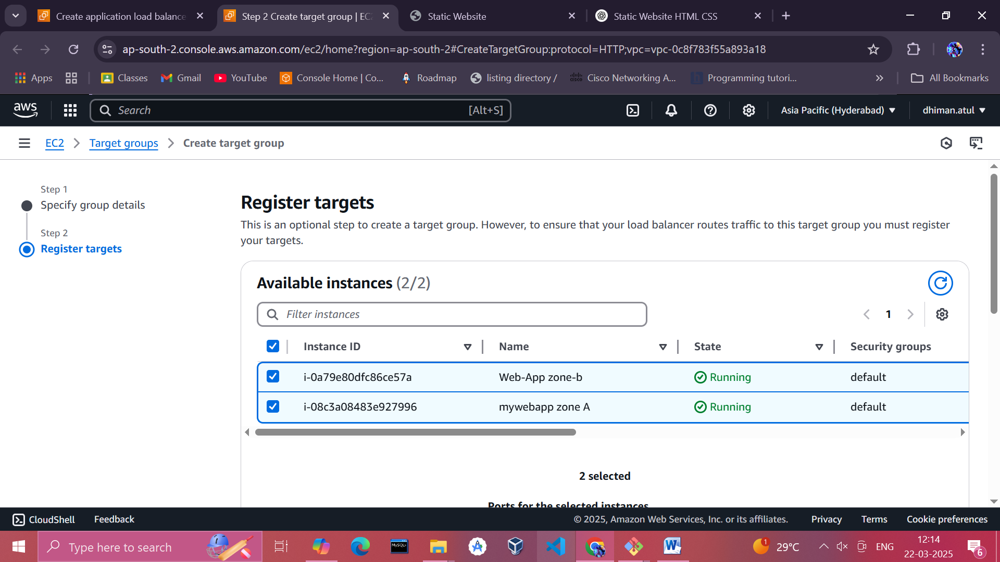 Create application load balance
Step 2 Create target group | EC2
Static Website
Static Website HTML CSS
ap-south-2.console.aws.amazon.com/ec2/home?region=ap-south-2#CreateTargetGroup:protocol=HTTP;vpc=vpc-0c8f783f55a893a18
Apps
Classes
Gmail
YouTube
Console Home | Co...
Roadmap
listing directory /
Cisco Networking A...
Programming tutori...
All Bookmarks
aws
Search
[Alt+S]
Asia Pacific (Hyderabad)
dhiman.atul
EC2
Target groups
Create target group
Step 1
Specify group details
Step 2
Register targets
Register targets
This is an optional step to create a target group. However, to ensure that your load balancer routes traffic to this target group you must register
your targets.
Available instances (2/2)
Filter instances
1
Instance ID
Name
State
Security groups
i-0a79e80dfc86ce57a
Web-App zone-b
Running
default
i-08c3a08483e927996
mywebapp zone A
Running
default
2 selected
Ports for the selected instances
CloudShell
Feedback
© 2025, Amazon Web Services, Inc. or its affiliates.
Privacy
Terms
Cookie preferences
Type here to search
MySQL
1
29°C
ENG
12:14
22-03-2025
6